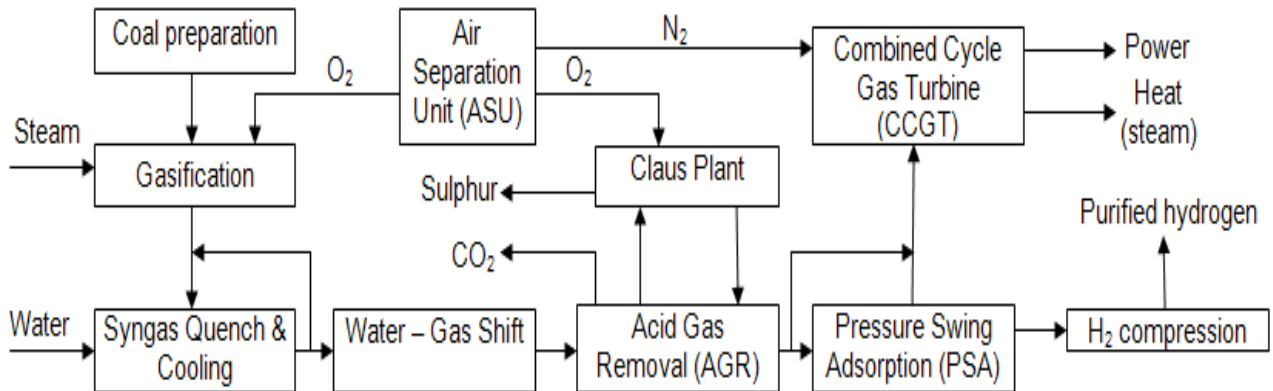 Coal preparation
Air
Separation
Unit (ASU)
N2
O2
O2
Combined Cycle
Gas Turbine
(CCGT)
Power
Heat
(steam)
Steam
Gasification
Claus Plant
Sulphur
Purified hydrogen
CO2
Water
Syngas Quench &
Cooling
Water – Gas Shift
Acid Gas
Removal (AGR)
Pressure Swing
Adsorption (PSA)
H2 compression